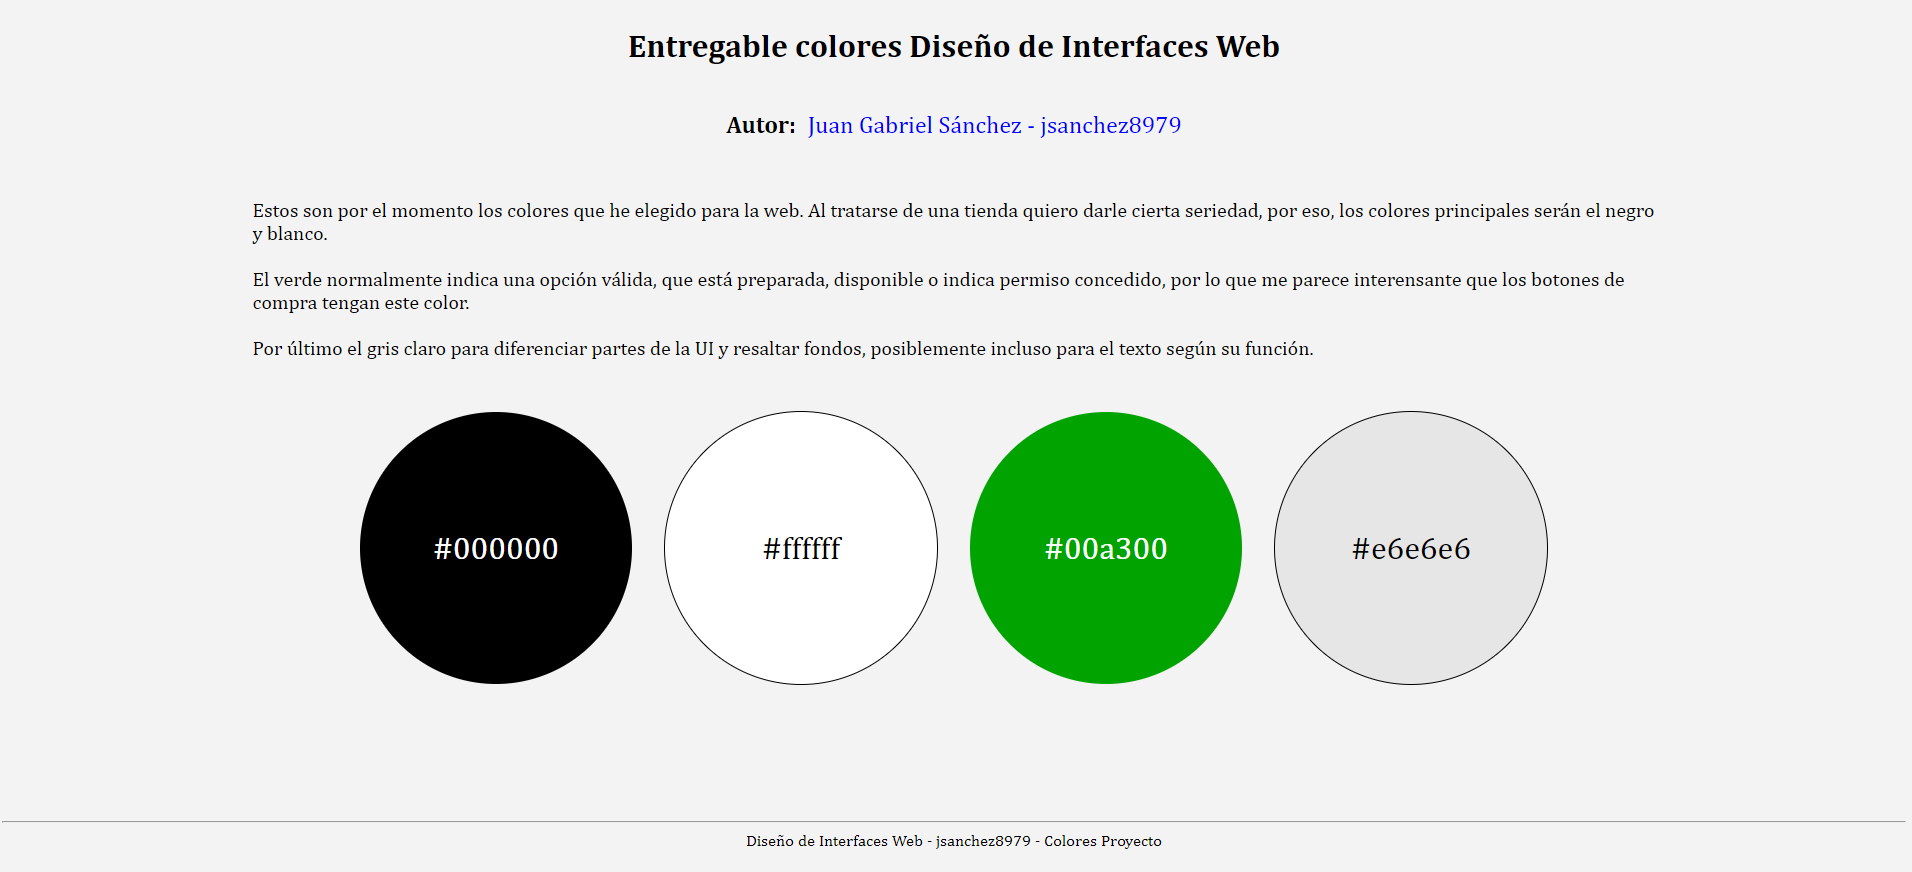 Entregable colores Diseño de Interfaces Web
Autor: Juan Gabriel Sánchez - jsanchez8979
Estos son por el momento los colores que he elegido para la web. Al tratarse de una tienda quiero darle cierta seriedad, por eso, los colores principales serán el negro
y blanco.
El verde normalmente indica una opción válida, que está preparada, disponible o indica permiso concedido, por lo que me parece interensante que los botones de
compra tengan este color.
Por último el gris claro para diferenciar partes de la UI y resaltar fondos, posiblemente incluso para el texto según su función.
#000000
#ffffff
#00a300
#e6e6e6
Diseño de Interfaces Web - jsanchez8979 - Colores Proyecto